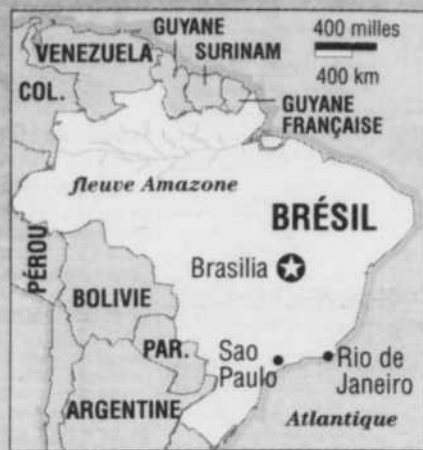 GUYANE
400 milles
VENEZUELA
SURINAM
400 km
COL.
GUYANE
FRANÇAISE
fleuve Amazone
BRÉSIL
PÉROU
Brasilia
BOLIVIE
PAR.
Sao
Paulo
Rio de
Janeiro
ARGENTINE
Atlantique